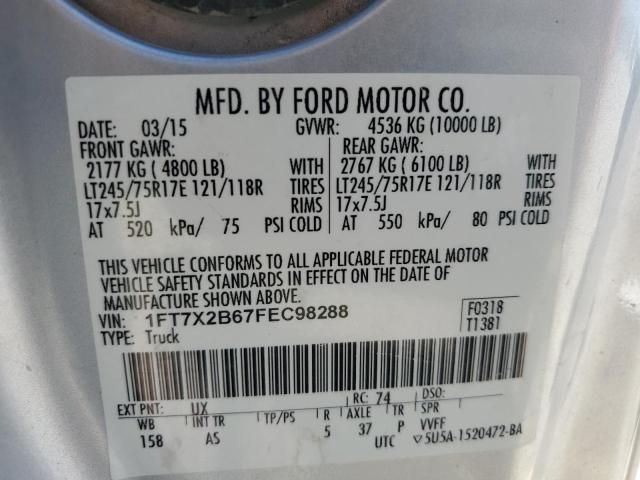 MFD. BY FORD MOTOR CO.
DATE: 03/15 GVWR: 4536 KG (10000 LB)
FRONT GAWR: REAR GAWR:
2177 KG ( 4800 LB) WITH 2767 KG ( 6100 LB) WITH
LT245/75R17E 121/118R TIRES LT245/75R17E 121/118R TIRES
17x7.5J RIMS 17x7.5J RIMS
AT 520 kPa/ 75 PSI COLD AT 550 kPa/ 80 PSI COLD
THIS VEHICLE CONFORMS TO ALL APPLICABLE FEDERAL MOTOR
VEHICLE SAFETY STANDARDS IN EFFECT ON THE DATE OF
MANUFACTURE SHOWN ABOVE.
VIN: 1FT7X2B67FEC98288 F0318
TYPE: Truck T1381
EXT PNT: UX RC: 74 DSO:
WB INT TR TP/PS R AXLE TR SPR
158 AS 5 37 P VVFF
UTC ▽5U5A-1520472-BA